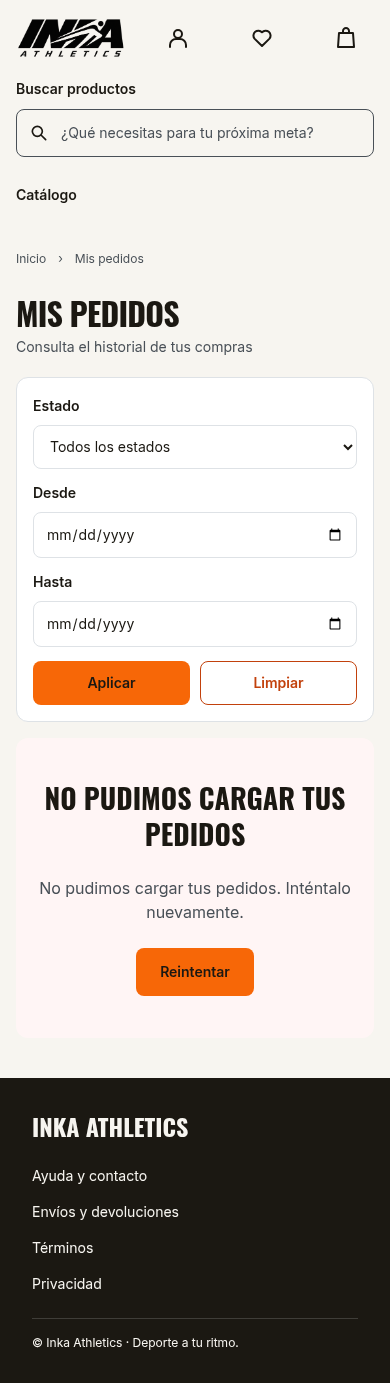 INKA
ATHLETICS
Buscar productos
¿Qué necesitas para tu próxima meta?
Catálogo
Inicio › Mis pedidos
MIS PEDIDOS
Consulta el historial de tus compras
Estado
Todos los estados
Desde
mm/dd/yyyy
Hasta
mm/dd/yyyy
Aplicar Limpiar
NO PUDIMOS CARGAR TUS
PEDIDOS
No pudimos cargar tus pedidos. Inténtalo
nuevamente.
Reintentar
INKA ATHLETICS
Ayuda y contacto
Envíos y devoluciones
Términos
Privacidad
© Inka Athletics · Deporte a tu ritmo.